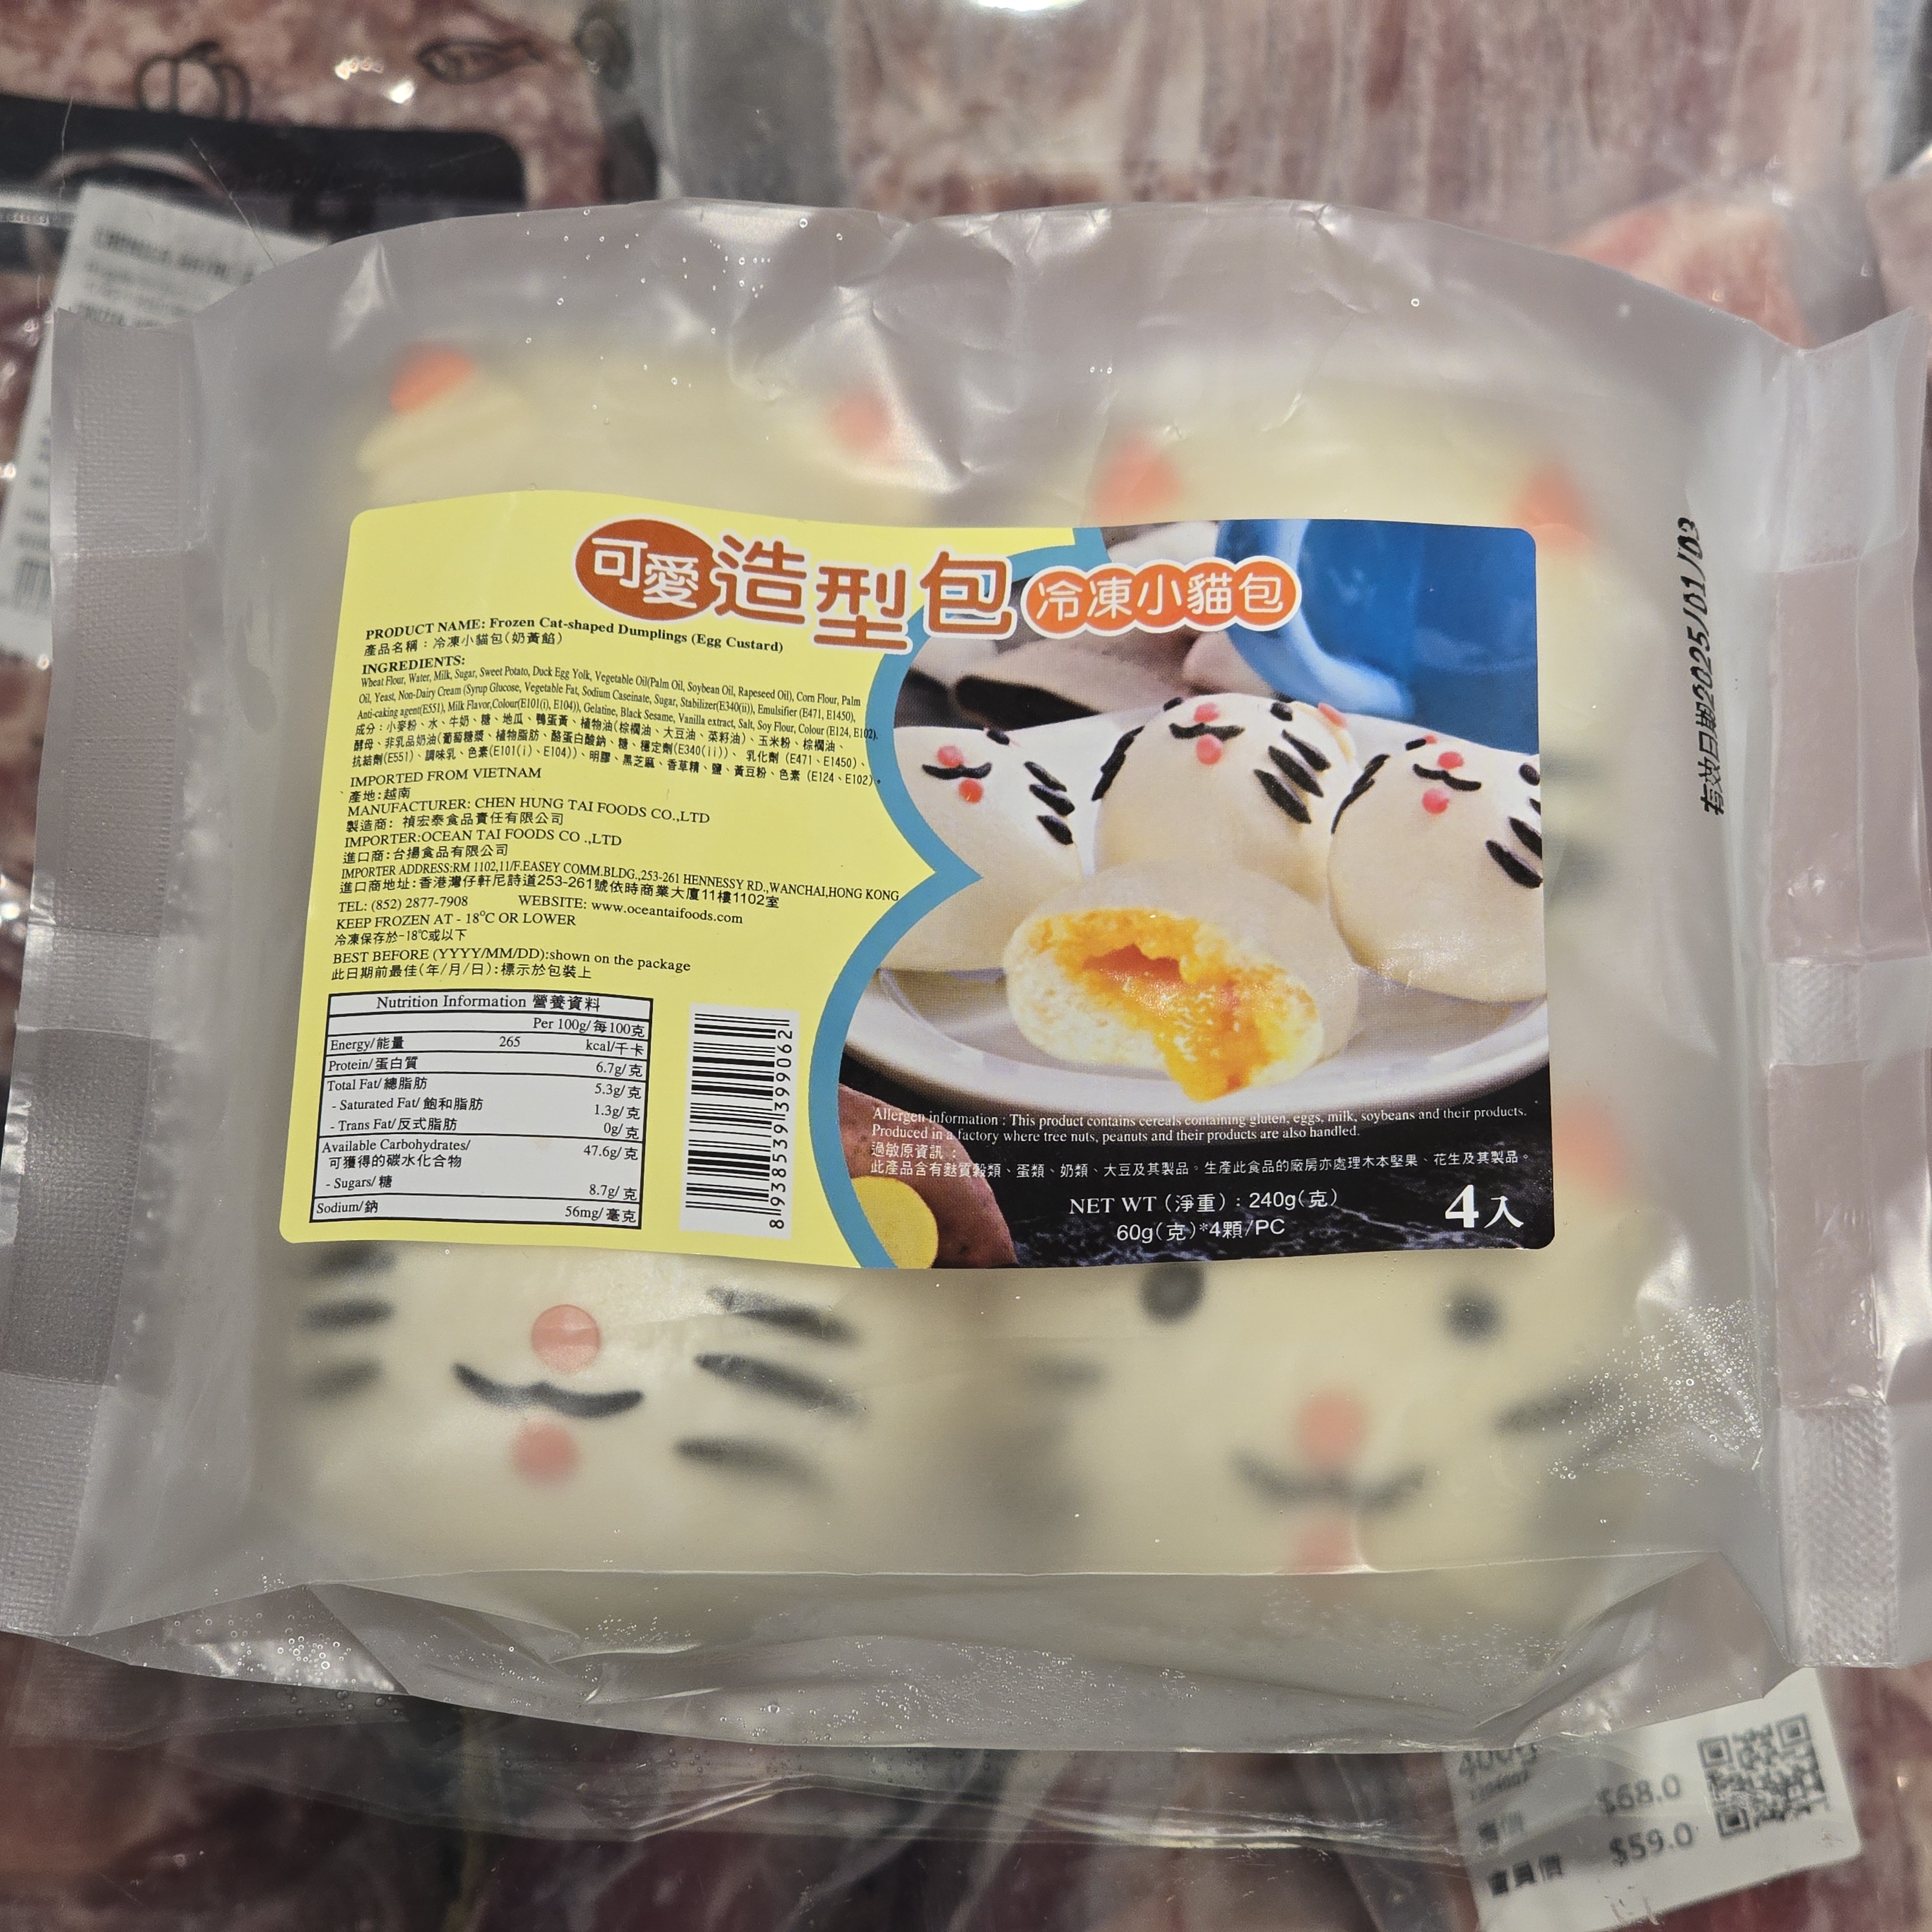 可愛造型包 冷凍小貓包
PRODUCT NAME: Frozen Cat-shaped Dumplings (Egg Custard)
產品名稱：冷凍小貓包(奶黃餡)
INGREDIENTS:
Wheat Flour, Water, Milk, Sugar, Sweet Potato, Duck Egg Yolk, Vegetable Oil(Palm Oil, Soybean Oil, Rapeseed Oil), Corn Flour, Palm
Oil, Yeast, Non-Dairy Cream (Syrup Glucose, Vegetable Fat, Sodium Caseinate, Sugar, Stabilizer(E340(ii)), Emulsifier (E471, E1450),
Anti-caking agent(E551), Milk Flavor,Colour(E101(i), E104)), Gelatine, Black Sesame, Vanilla extract, Salt, Soy Flour, Colour (E124, E102).
成分：小麥粉、水、牛奶、糖、地瓜、鴨蛋黃、植物油(棕櫚油、大豆油、菜籽油)、玉米粉、棕櫚油、
酵母、非乳品奶油(葡萄糖漿、植物脂肪、酪蛋白酸鈉、糖、穩定劑(E340(ii))、乳化劑 (E471、E1450)、
抗結劑(E551)、調味乳、色素(E101(i)、E104))、明膠、黑芝麻、香草精、鹽、黃豆粉、色素 (E124、E102)。
IMPORTED FROM VIETNAM
產地:越南
MANUFACTURER: CHEN HUNG TAI FOODS CO.,LTD
製造商: 禎宏泰食品責任有限公司
IMPORTER:OCEAN TAI FOODS CO .,LTD
進口商:台揚食品有限公司
IMPORTER ADDRESS:RM 1102,11/F.EASEY COMM.BLDG.,253-261 HENNESSY RD.,WANCHAI,HONG KONG
進口商地址:香港灣仔軒尼詩道253-261號依時商業大廈11樓1102室
TEL: (852) 2877-7908 WEBSITE: www.oceantaifoods.com
KEEP FROZEN AT - 18°C OR LOWER
冷凍保存於-18℃或以下
BEST BEFORE (YYYY/MM/DD):shown on the package
此日期前最佳(年/月/日):標示於包裝上
Nutrition Information 營養資料
Per 100g/每100克
Energy/能量 265 kcal/千卡
Protein/蛋白質 6.7g/克
Total Fat/總脂肪 5.3g/克
- Saturated Fat/飽和脂肪 1.3g/克
- Trans Fat/反式脂肪 0g/克
Available Carbohydrates/ 47.6g/克
可獲得的碳水化合物
- Sugars/糖 8.7g/克
Sodium/鈉 56mg/毫克
8938539399062
Allergen information : This product contains cereals containing gluten, eggs, milk, soybeans and their products.
Produced in a factory where tree nuts, peanuts and their products are also handled.
過敏原資訊：
此產品含有麩質穀類、蛋類、奶類、大豆及其製品。生產此食品的廠房亦處理木本堅果、花生及其製品。
NET WT (淨重)：240g(克)
60g(克)*4顆/PC
4入
有效日期2025/01/03
$68.0
會員價 $59.0